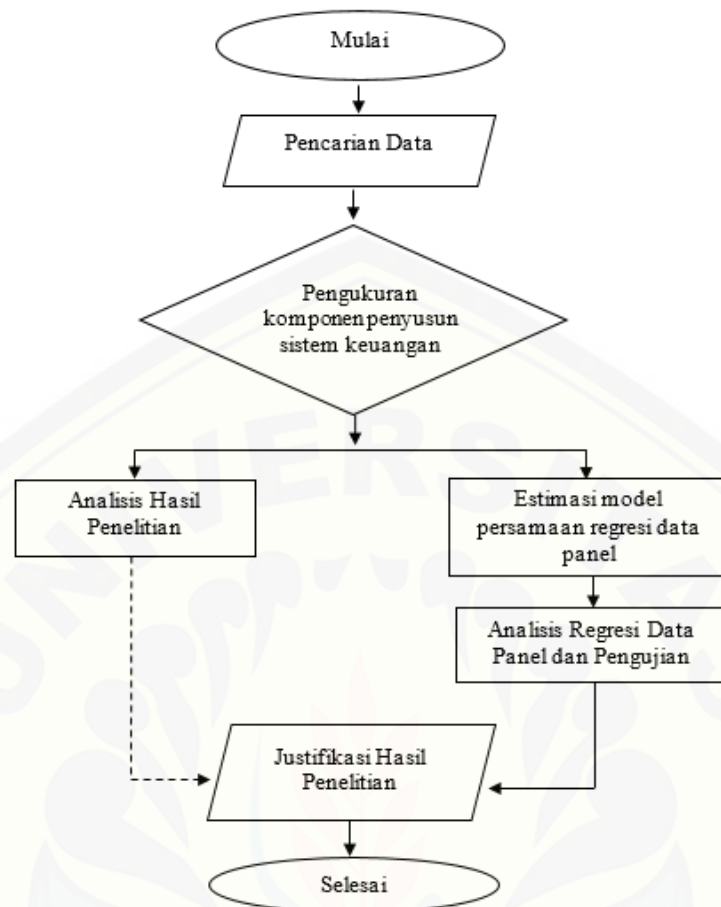 Mulai
Pencarian Data
Pengukuran
komponenpenyusun
sistem keuangan
Analisis Hasil
Penelitian
Estimasi model
persamaan regresi data
panel
Analisis Regresi Data
Panel dan Pengujian
Justifikasi Hasil
Penelitian
Selesai